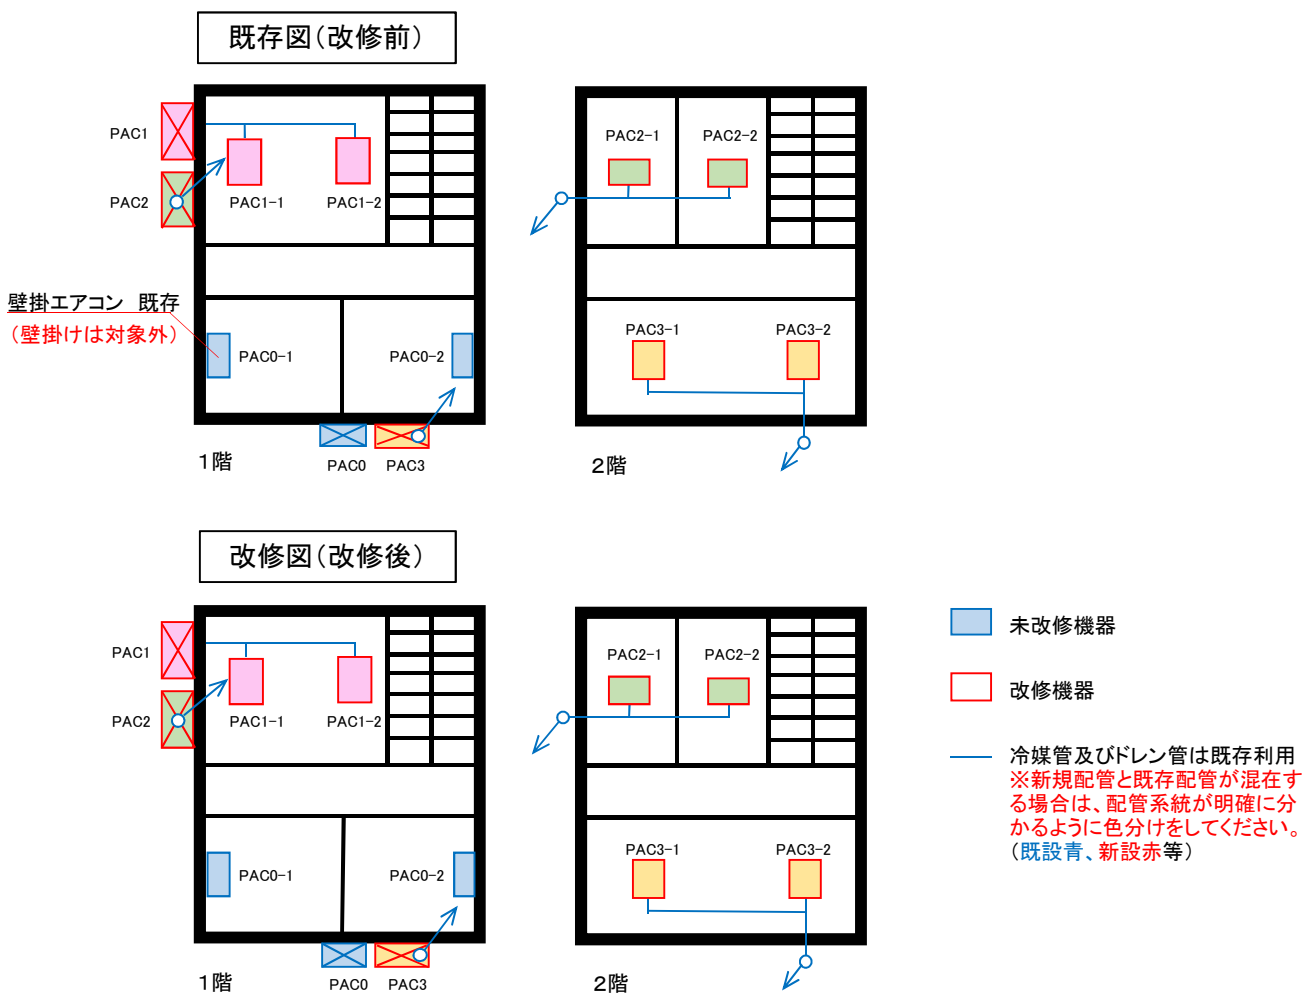 既存図(改修前)
PAC1
PAC2
PAC1-1
PAC1-2
PAC2-1
PAC2-2
壁掛エアコン　既存
(壁掛けは対象外)
PAC0-1
PAC0-2
PAC3-1
PAC3-2
PAC0
PAC3
1階
2階
改修図(改修後)
PAC1
PAC2
PAC1-1
PAC1-2
PAC2-1
PAC2-2
PAC0-1
PAC0-2
PAC3-1
PAC3-2
PAC0
PAC3
1階
2階
未改修機器
改修機器
冷媒管及びドレン管は既存利用
※新規配管と既存配管が混在す
る場合は、配管系統が明確に分
かるように色分けをしてください。
(既設青、新設赤等)